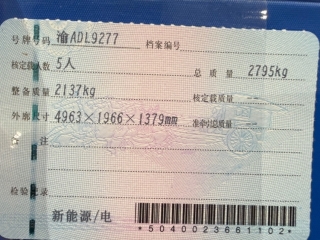 号牌号码 渝ADL9277 档案编号
核定载人数 5人 总质量 2795kg
整备质量 2137kg 核定载质量
外廓尺寸 4963×1966×1379mm 准牵引总质量
注
检验记录
新能源/电
*5040023661102*